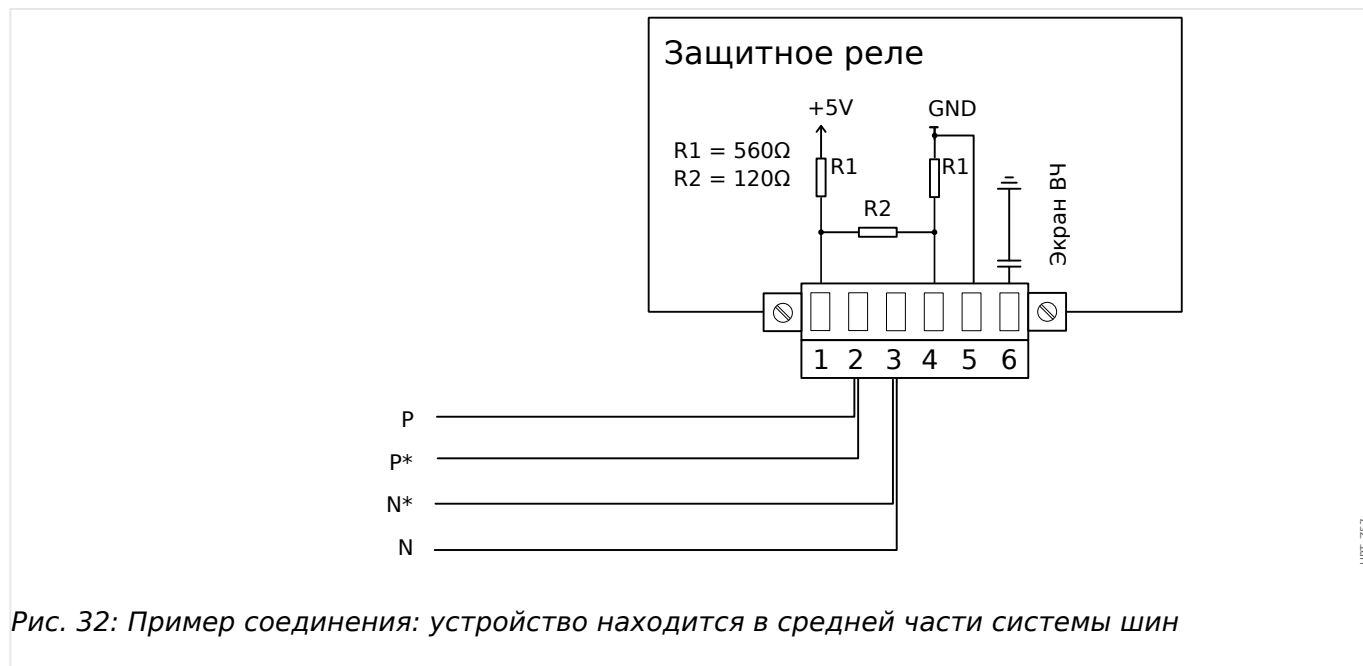 Защитное реле
+5V
GND
R1 = 560Ω
R2 = 120Ω
R1
R1
R2
Экран ВЧ
1 2 3 4 5 6
P
P*
N*
N
Рис. 32: Пример соединения: устройство находится в средней части системы шин